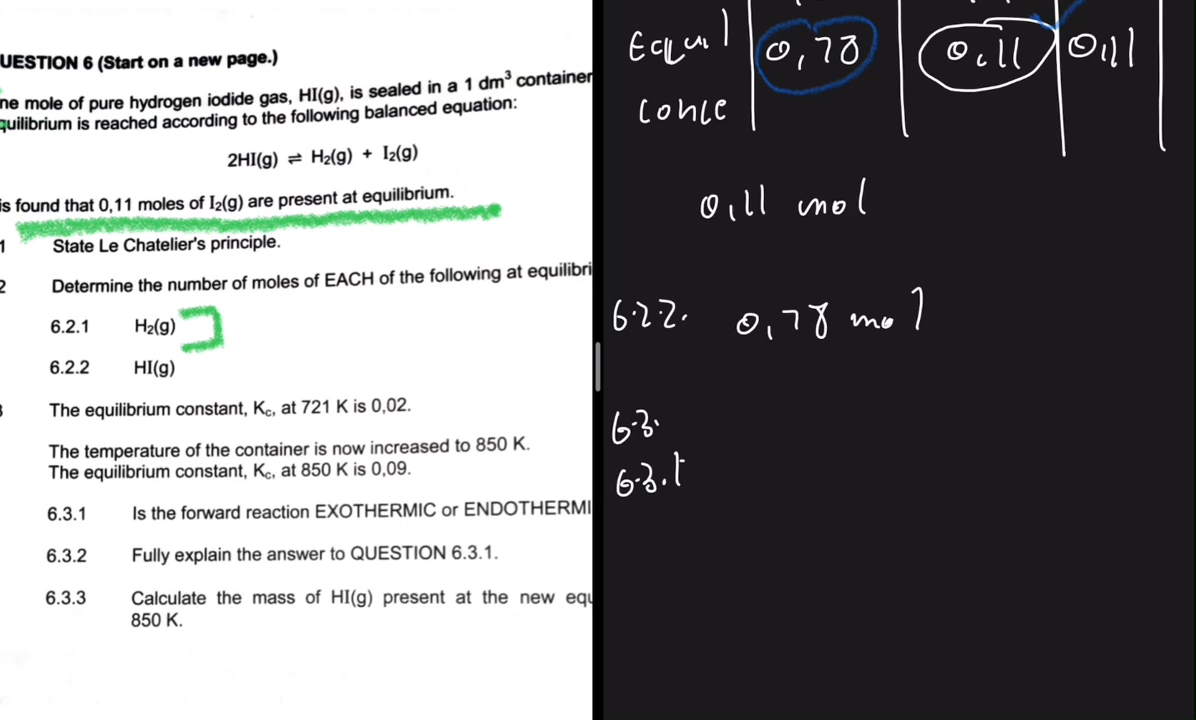 UESTION 6 (Start on a new page.)
ne mole of pure hydrogen iodide gas, HI(g), is sealed in a 1 dm³ container
quilibrium is reached according to the following balanced equation:
2HI(g) ⇌ H₂(g) + I₂(g)
is found that 0,11 moles of I₂(g) are present at equilibrium.
1 State Le Chatelier's principle.
2 Determine the number of moles of EACH of the following at equilibri
6.2.1 H₂(g)
6.2.2 HI(g)
3 The equilibrium constant, Kc, at 721 K is 0,02.
The temperature of the container is now increased to 850 K.
The equilibrium constant, Kc, at 850 K is 0,09.
6.3.1 Is the forward reaction EXOTHERMIC or ENDOTHERMI
6.3.2 Fully explain the answer to QUESTION 6.3.1.
6.3.3 Calculate the mass of HI(g) present at the new equ
850 K.
Equil 0,78 0,11 0,11
conce
0,11 mol
6.2.2. 0,78 mol
6.3.
6.3.1